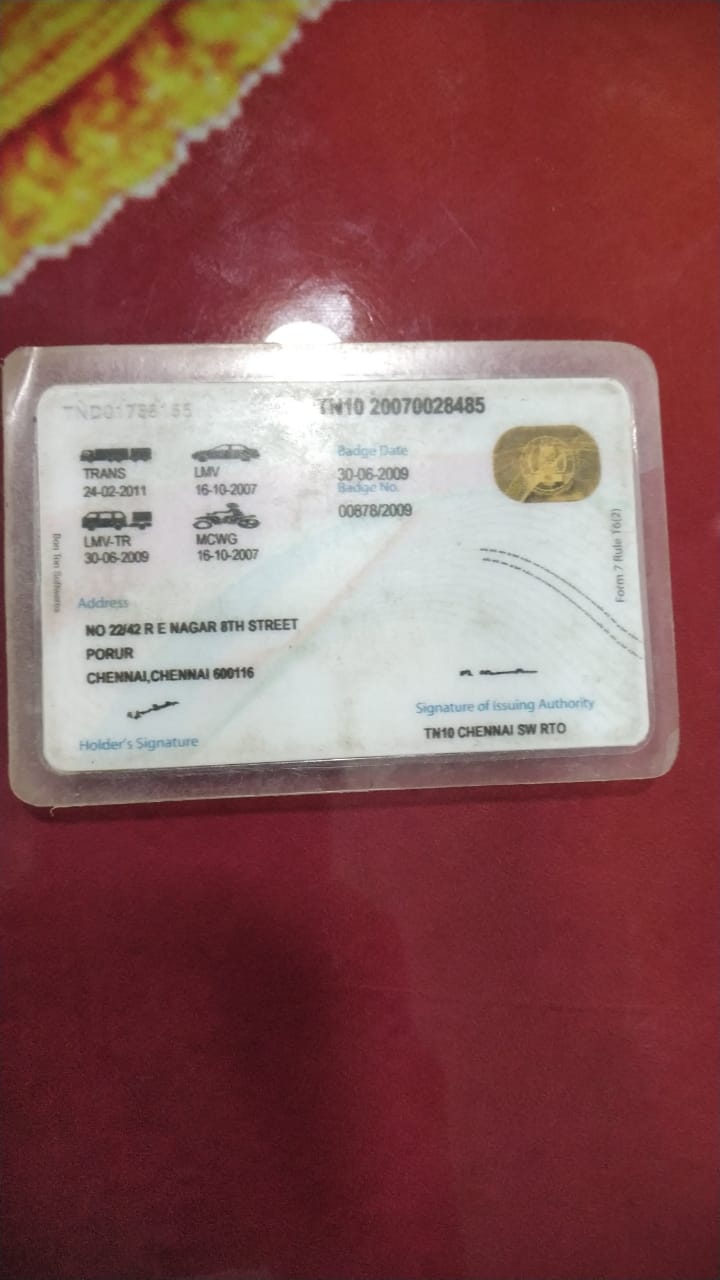 TN10 20070028485
TRANS
24-02-2011
LMV
16-10-2007
LMV-TR
30-06-2009
MCWG
16-10-2007
Badge Date
30-06-2009
Badge No.
00878/2009
Form 7 Rule 16(2)
Address
NO 22/42 R E NAGAR 8TH STREET
PORUR
CHENNAI,CHENNAI 600116
Holder's Signature
Signature of Issuing Authority
TN10 CHENNAI SW RTO